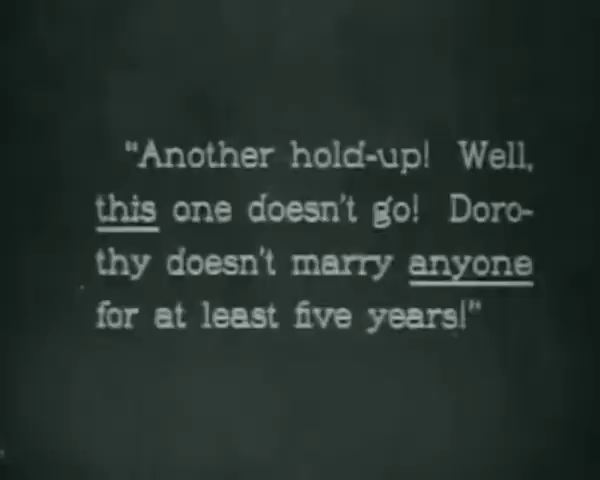 "Another hold-up! Well,
this one doesn't go! Doro-
thy doesn't marry anyone
for at least five years!"